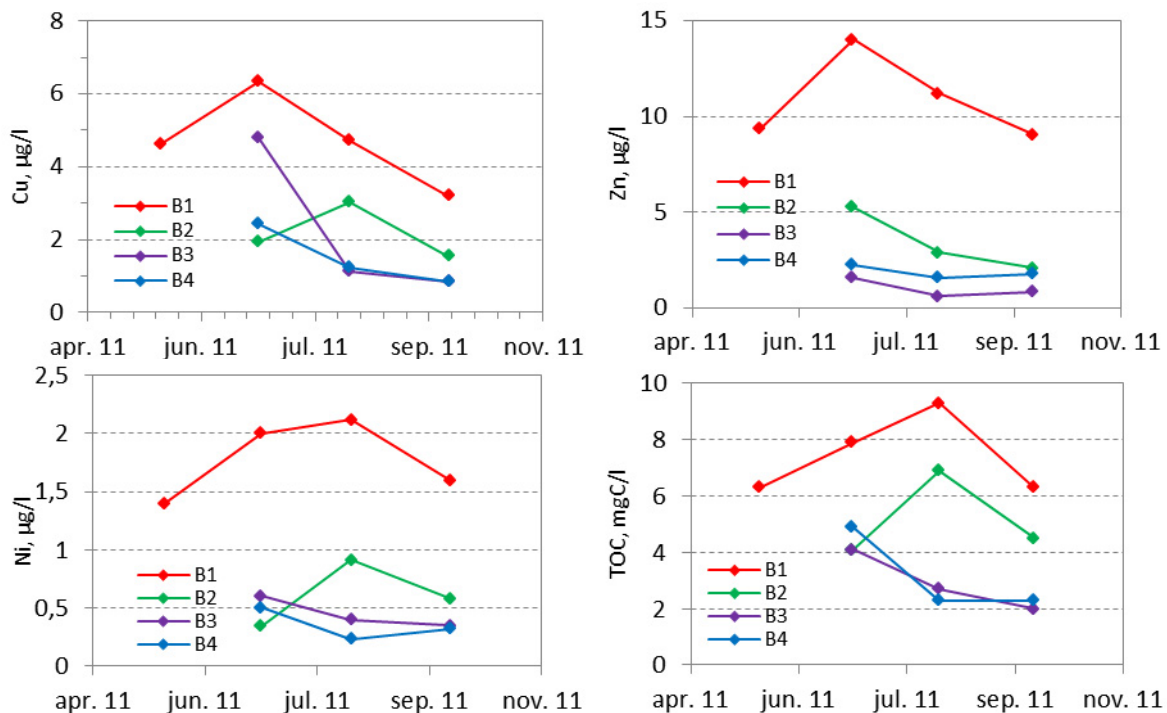 Cu, µg/l
8
6
4
2
0
B1
B2
B3
B4
apr. 11 jun. 11 jul. 11 sep. 11 nov. 11
Zn, µg/l
15
10
5
0
B1
B2
B3
B4
apr. 11 jun. 11 jul. 11 sep. 11 nov. 11
Ni, µg/l
2,5
2
1,5
1
0,5
0
B1
B2
B3
B4
apr. 11 jun. 11 jul. 11 sep. 11 nov. 11
TOC, mgC/l
10
8
6
4
2
0
B1
B2
B3
B4
apr. 11 jun. 11 jul. 11 sep. 11 nov. 11